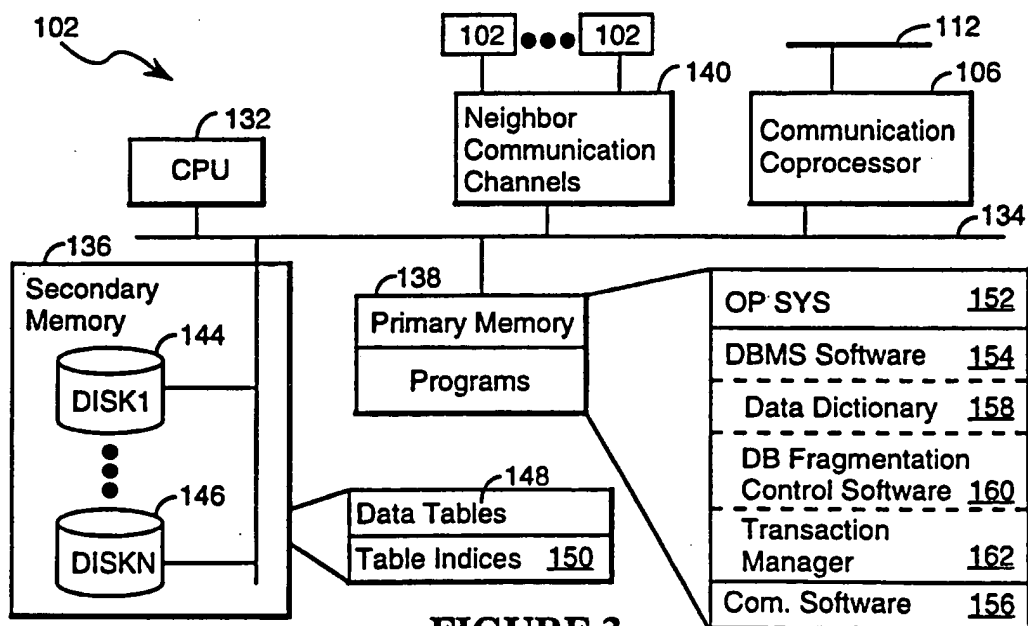 102
102 ●●● 102
112
140
106
132
CPU
Neighbor
Communication
Channels
Communication
Coprocessor
134
136
Secondary
Memory
144
DISK1
146
DISKN
138
Primary Memory
Programs
148
Data Tables
Table Indices 150
OP SYS 152
DBMS Software 154
Data Dictionary 158
DB Fragmentation
Control Software 160
Transaction
Manager 162
Com. Software 156
FIGURE 3